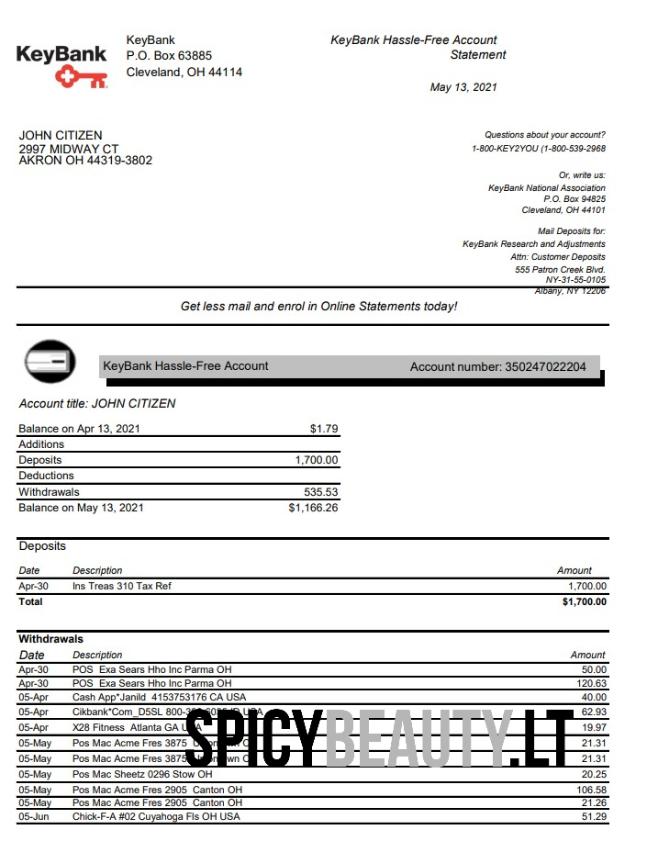 KeyBank
KeyBank
P.O. Box 63885
Cleveland, OH 44114
KeyBank Hassle-Free Account
Statement
May 13, 2021
JOHN CITIZEN
2997 MIDWAY CT
AKRON OH 44319-3802
Questions about your account?
1-800-KEY2YOU (1-800-539-2968
Or, write us:
KeyBank National Association
P.O. Box 94825
Cleveland, OH 44101
Mail Deposits for:
KeyBank Research and Adjustments
Attn: Customer Deposits
555 Patron Creek Blvd.
NY-31-55-0105
Albany, NY 12206
Get less mail and enrol in Online Statements today!
KeyBank Hassle-Free Account Account number: 350247022204
Account title: JOHN CITIZEN
Balance on Apr 13, 2021 $1.79
Additions
Deposits 1,700.00
Deductions
Withdrawals 535.53
Balance on May 13, 2021 $1,166.26
Deposits
Date Description Amount
Apr-30 Ins Treas 310 Tax Ref 1,700.00
Total $1,700.00
Withdrawals
Date Description Amount
Apr-30 POS Exa Sears Hho Inc Parma OH 50.00
Apr-30 POS Exa Sears Hho Inc Parma OH 120.63
05-Apr Cash App*Janild 4153753176 CA USA 40.00
05-Apr Cikbank*Com_D5SL USA 62.93
05-Apr X28 Fitness Atlanta GA 19.97
05-May Pos Mac Acme Fres 3875 21.31
05-May Pos Mac Acme Fres 3875 21.31
SPICYBEAUTY.LT
05-May Pos Mac Sheetz 0296 Stow OH 20.25
05-May Pos Mac Acme Fres 2905 Canton OH 106.58
05-May Pos Mac Acme Fres 2905 Canton OH 21.26
05-Jun Chick-F-A #02 Cuyahoga Fls OH USA 51.29